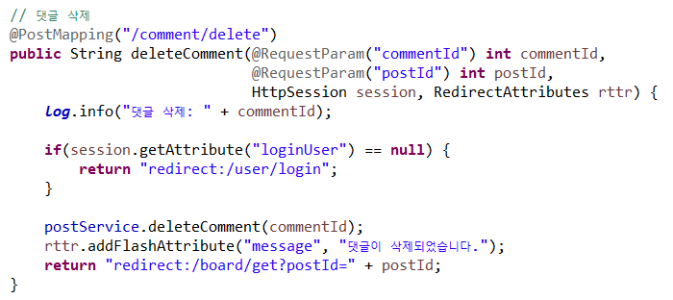 // 댓글 삭제
@PostMapping("/comment/delete")
public String deleteComment(@RequestParam("commentId") int commentId,
                            @RequestParam("postId") int postId,
                            HttpSession session, RedirectAttributes rttr) {
    log.info("댓글 삭제: " + commentId);

    if(session.getAttribute("loginUser") == null) {
        return "redirect:/user/login";
    }

    postService.deleteComment(commentId);
    rttr.addFlashAttribute("message", "댓글이 삭제되었습니다.");
    return "redirect:/board/get?postId=" + postId;
}